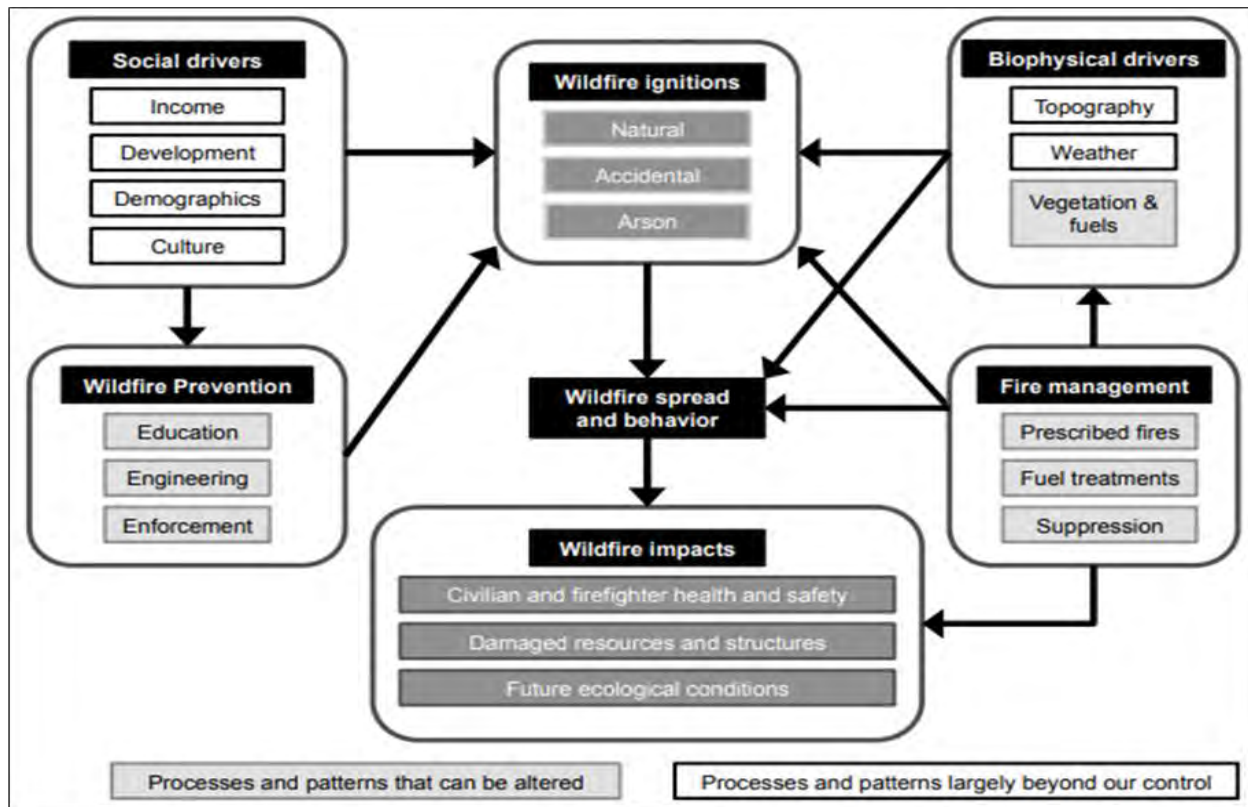 Social drivers
Income
Development
Demographics
Culture
Wildfire ignitions
Natural
Accidental
Arson
Biophysical drivers
Topography
Weather
Vegetation &
fuels
Wildfire Prevention
Education
Engineering
Enforcement
Wildfire spread
and behavior
Fire management
Prescribed fires
Fuel treatments
Suppression
Wildfire impacts
Civilian and firefighter health and safety
Damaged resources and structures
Future ecological conditions
Processes and patterns that can be altered
Processes and patterns largely beyond our control